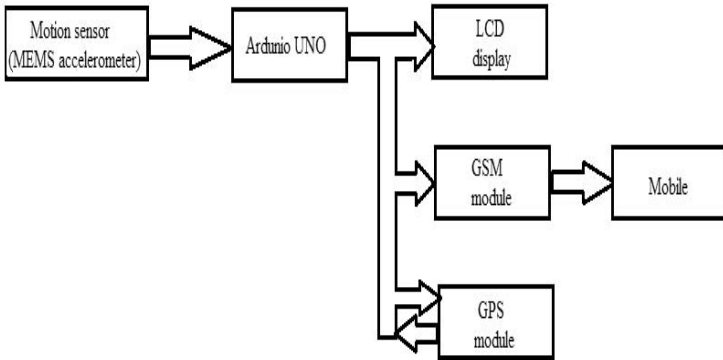 Motion sensor
(MEMS accelerometer)
Ardunio UNO
LCD
display
GSM
module
Mobile
GPS
module